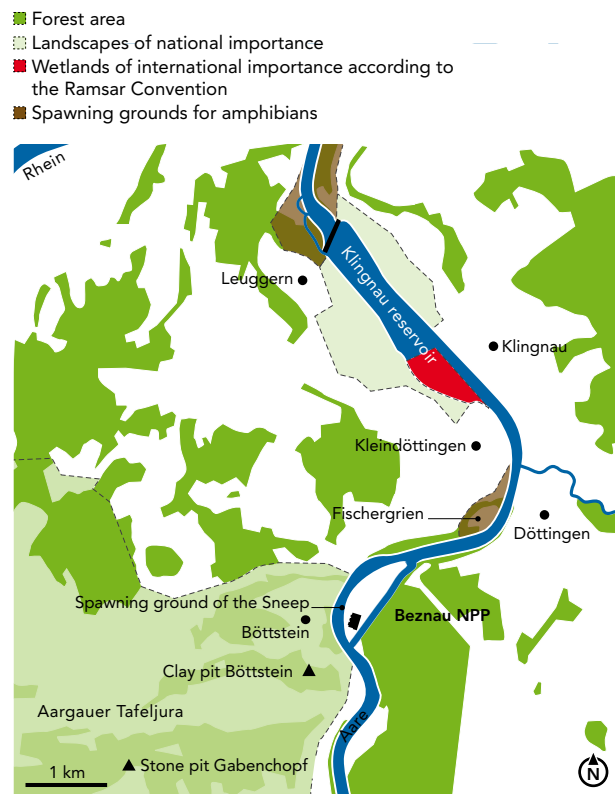 Forest area
Landscapes of national importance
Wetlands of international importance according to
the Ramsar Convention
Spawning grounds for amphibians
Rhein
Leuggern
Klingnau reservoir
Klingnau
Kleindöttingen
Fischergrien
Döttingen
Spawning ground of the Sneep
Beznau NPP
Böttstein
Clay pit Böttstein
Aargauer Tafeljura
Aare
Stone pit Gabenchopf
1 km
N